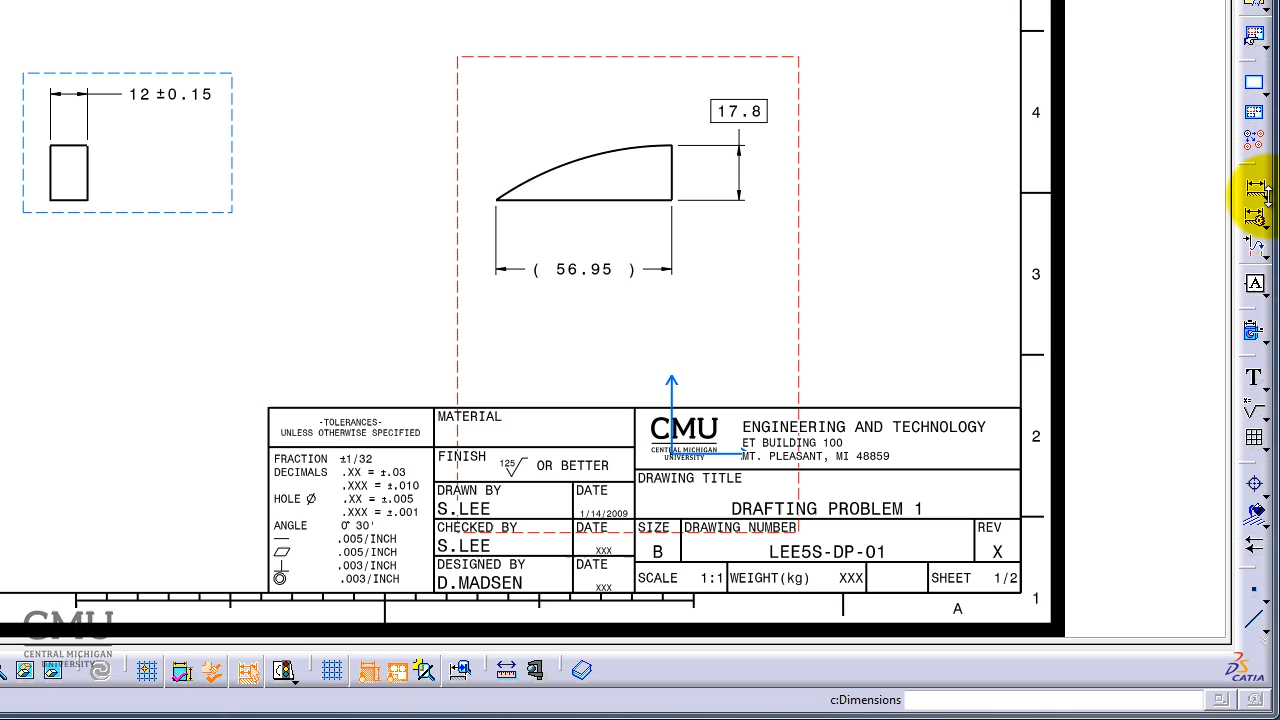 12±0.15
17.8
( 56.95 )
4
3
2
1
A
-TOLERANCES-
UNLESS OTHERWISE SPECIFIED
FRACTION ±1/32
DECIMALS .XX = ±.03
.XXX = ±.010
HOLE Ø .XX = ±.005
.XXX = ±.001
ANGLE 0° 30'
.005/INCH
.005/INCH
.003/INCH
.003/INCH
MATERIAL
FINISH 125 OR BETTER
DRAWN BY DATE
S.LEE 1/14/2009
CHECKED BY DATE
S.LEE XXX
DESIGNED BY DATE
D.MADSEN XXX
CMU
CENTRAL MICHIGAN
UNIVERSITY
ENGINEERING AND TECHNOLOGY
ET BUILDING 100
MT. PLEASANT, MI 48859
DRAWING TITLE
DRAFTING PROBLEM 1
SIZE DRAWING NUMBER REV
B LEE5S-DP-01 X
SCALE 1:1 WEIGHT(kg) XXX SHEET 1/2
CMU
CENTRAL MICHIGAN
UNIVERSITY
A
T
CATIA
c:Dimensions